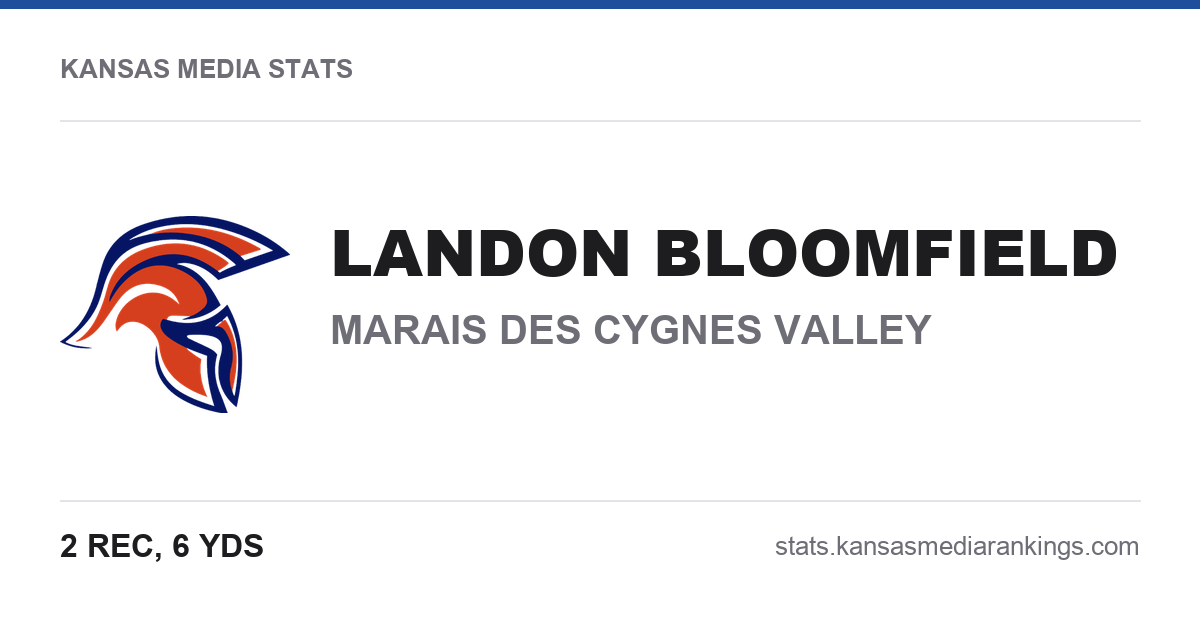 KANSAS MEDIA STATS
LANDON BLOOMFIELD
MARAIS DES CYGNES VALLEY
2 REC, 6 YDS
stats.kansasmediarankings.com